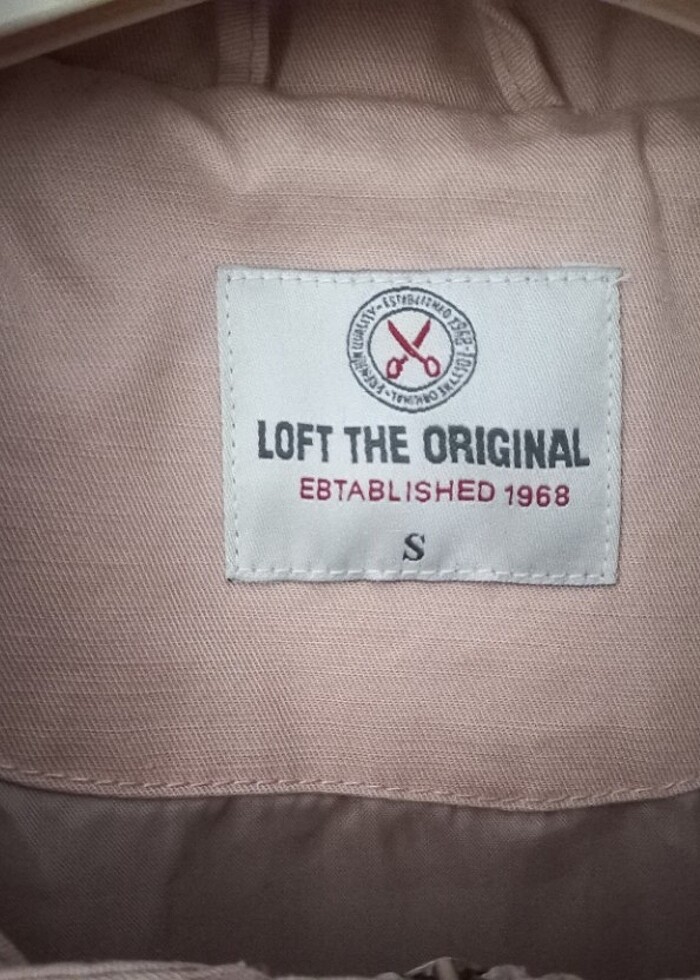 LOFT THE ORIGINAL
EBTABLISHED 1968
S